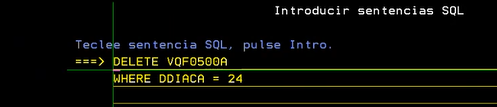 Introducir sentencias SQL
Teclee sentencia SQL, pulse Intro.
===> DELETE VQF0500A
WHERE DDIACA = 24